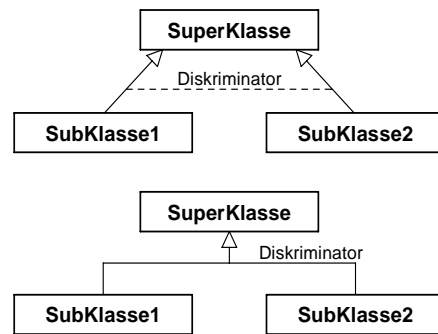 SuperKlasse
Diskriminator
SubKlasse1 SubKlasse2
SuperKlasse
Diskriminator
SubKlasse1 SubKlasse2